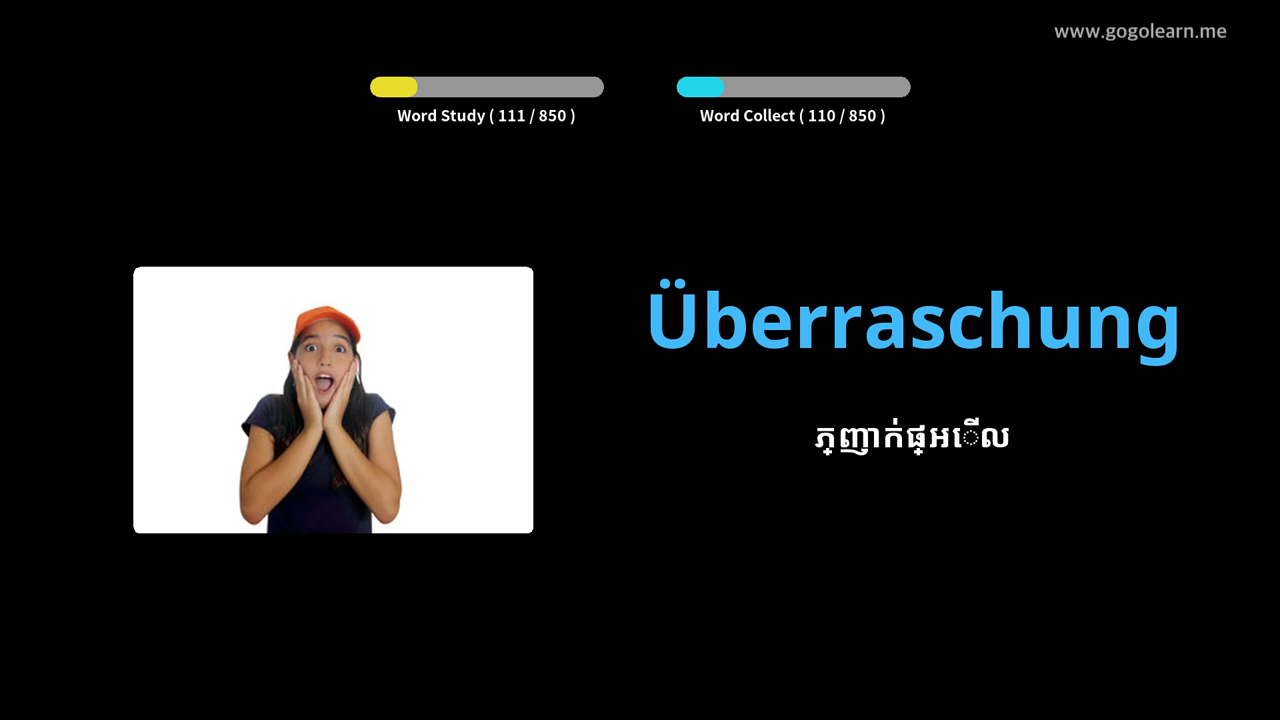 www.gogolearn.me
Word Study ( 111 / 850 )
Word Collect ( 110 / 850 )
Überraschung
ភ្ញាក់ផ្អើល